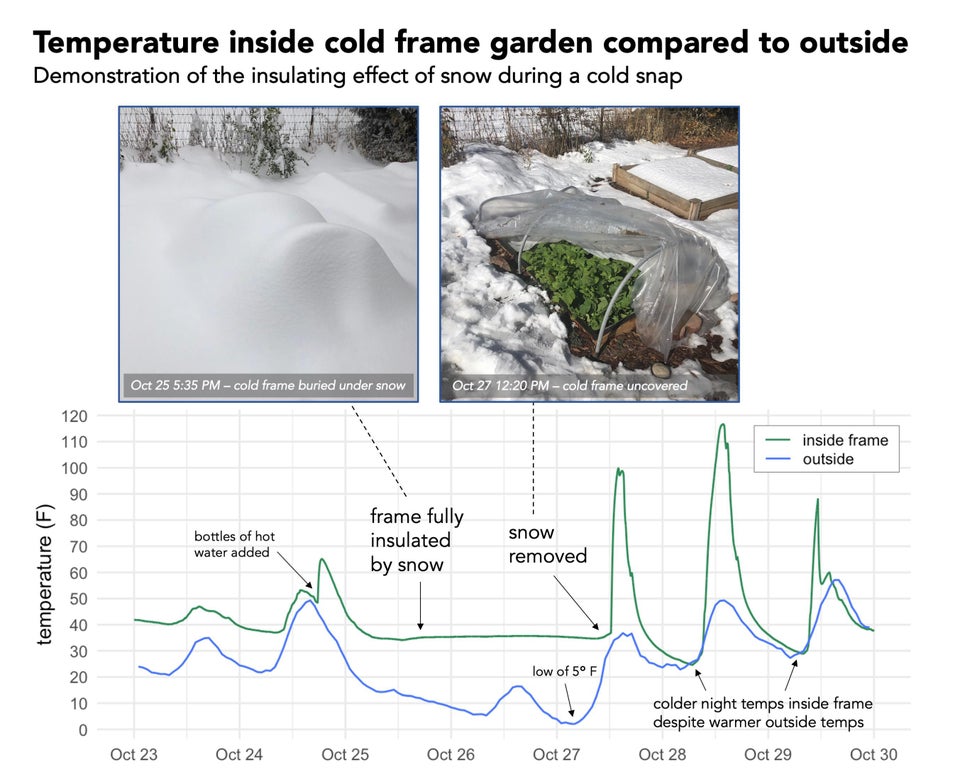 Temperature inside cold frame garden compared to outside
Demonstration of the insulating effect of snow during a cold snap
Oct 25 5:35 PM – cold frame buried under snow
Oct 27 12:20 PM – cold frame uncovered
120
110
100
90
80
70
60
50
40
30
20
10
0
temperature (F)
inside frame
outside
bottles of hot
water added
frame fully
insulated
by snow
snow
removed
low of 5° F
colder night temps inside frame
despite warmer outside temps
Oct 23
Oct 24
Oct 25
Oct 26
Oct 27
Oct 28
Oct 29
Oct 30